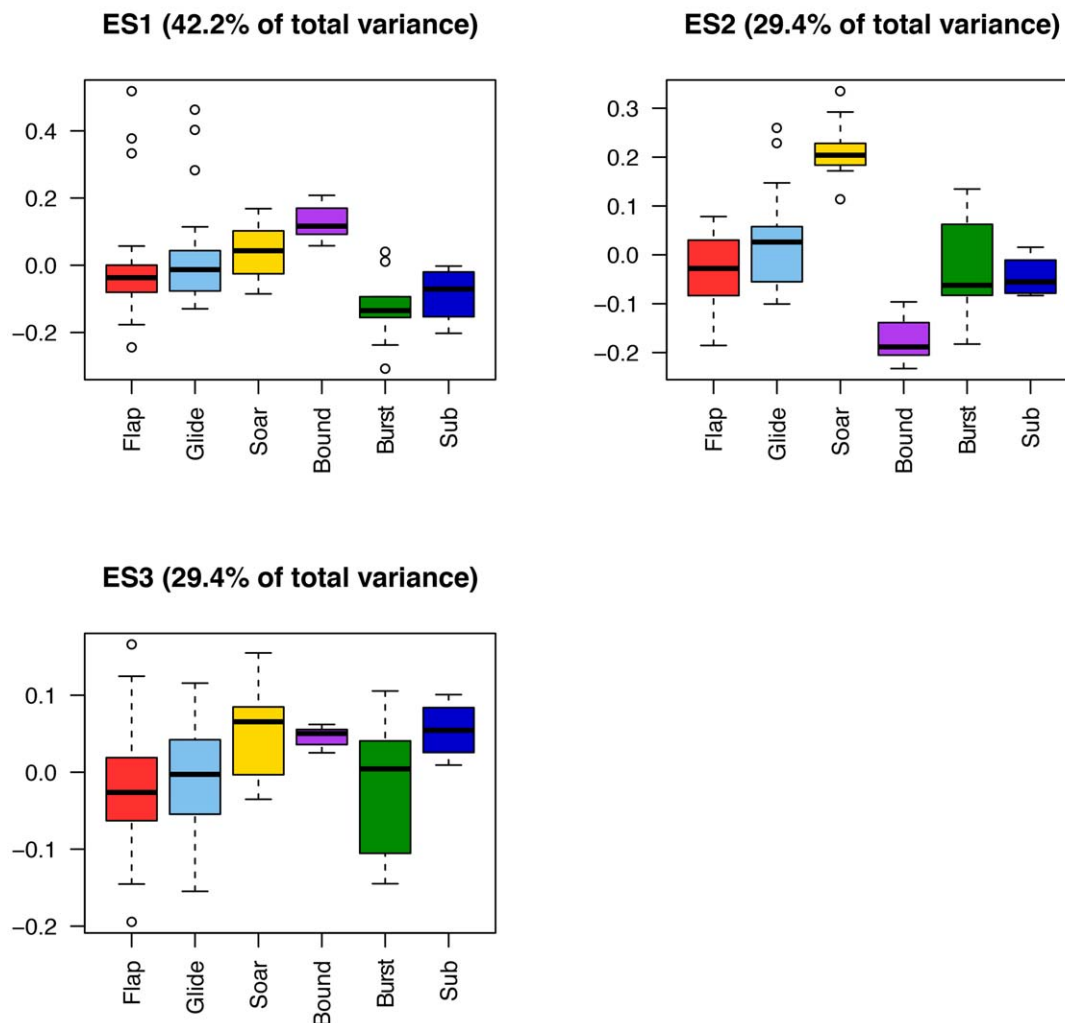 ES1 (42.2% of total variance)
0.4
0.2
0.0
−0.2
Flap
Glide
Soar
Bound
Burst
Sub
ES2 (29.4% of total variance)
0.3
0.2
0.1
0.0
−0.1
−0.2
Flap
Glide
Soar
Bound
Burst
Sub
ES3 (29.4% of total variance)
0.1
0.0
−0.1
−0.2
Flap
Glide
Soar
Bound
Burst
Sub